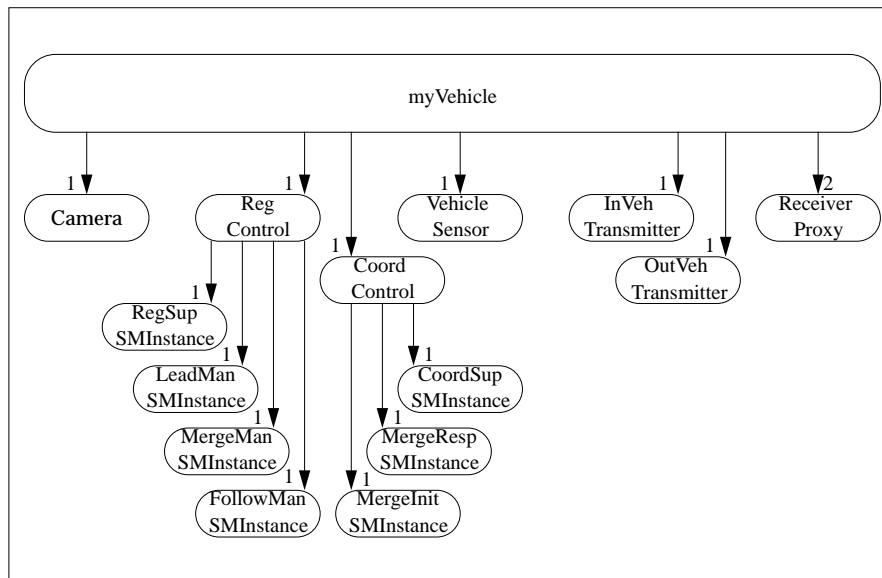 myVehicle
1
Camera
1
Reg
Control
1
Coord
Control
1
Vehicle
Sensor
1
InVeh
Transmitter
1
OutVeh
Transmitter
2
Receiver
Proxy
1
RegSup
SMInstance
1
LeadMan
SMInstance
1
MergeMan
SMInstance
1
FollowMan
SMInstance
1
CoordSup
SMInstance
1
MergeResp
SMInstance
1
MergeInit
SMInstance